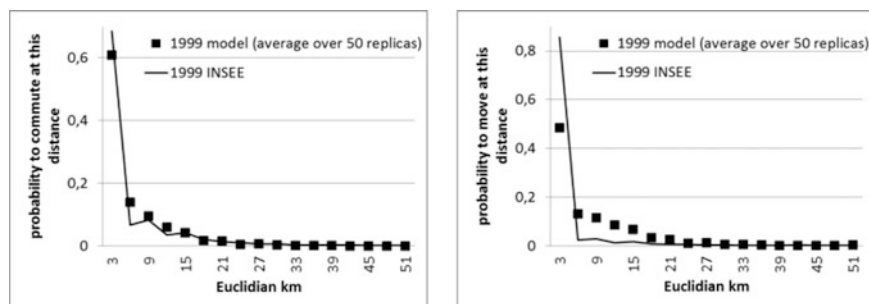 probability to commute at this
distance
0,6
0,4
0,2
0
1999 model (average over 50 replicas)
1999 INSEE
3
9
15
21
27
33
39
45
51
Euclidian km
probability to move at this
distance
0,8
0,6
0,4
0,2
0
1999 model (average over 50 replicas)
1999 INSEE
3
9
15
21
27
33
39
45
51
Euclidian km